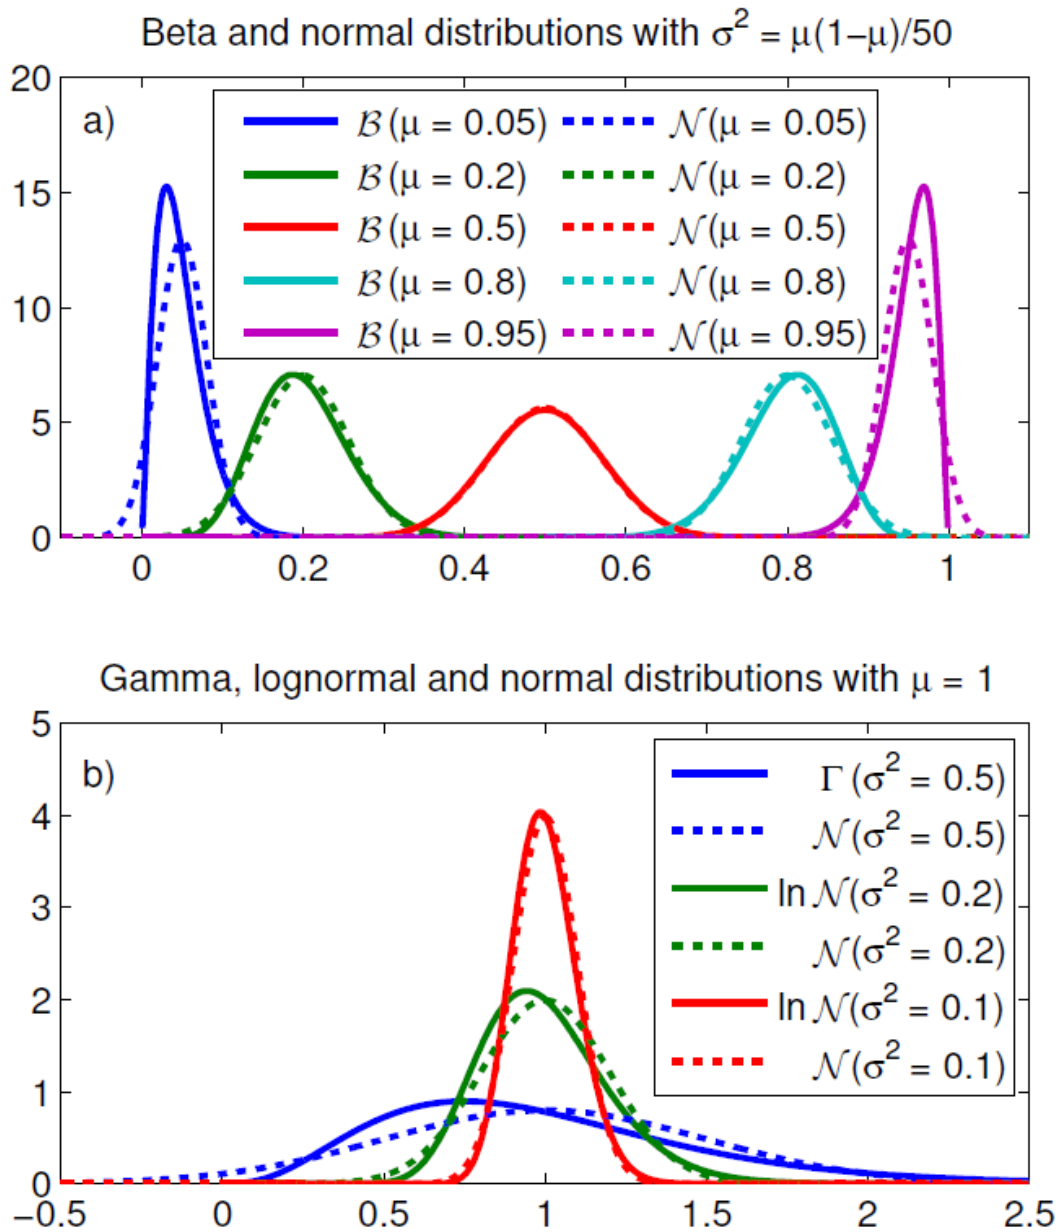 Beta and normal distributions with σ² = μ(1−μ)/50
20
a)
ℬ(μ = 0.05) 𝒩(μ = 0.05)
ℬ(μ = 0.2) 𝒩(μ = 0.2)
15
ℬ(μ = 0.5) 𝒩(μ = 0.5)
10
ℬ(μ = 0.8) 𝒩(μ = 0.8)
ℬ(μ = 0.95) 𝒩(μ = 0.95)
5
0
0 0.2 0.4 0.6 0.8 1
Gamma, lognormal and normal distributions with μ = 1
5
b)
Γ(σ² = 0.5)
4
𝒩(σ² = 0.5)
ln 𝒩(σ² = 0.2)
3
𝒩(σ² = 0.2)
2
ln 𝒩(σ² = 0.1)
𝒩(σ² = 0.1)
1
0
−0.5 0 0.5 1 1.5 2 2.5